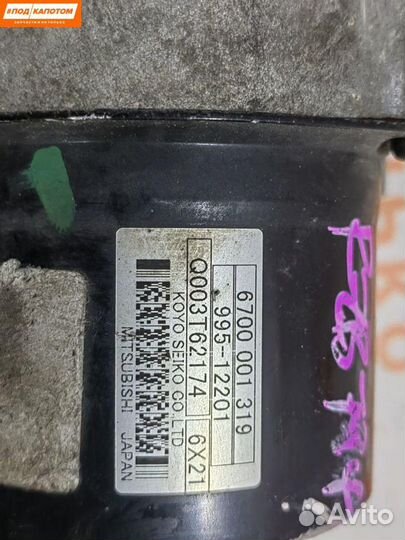 #ПОД КАПОТОМ
6700 001 319
995-12201
Q003T62174 6X21
KOYO SEIKO CO.,LTD
MITSUBISHI JAPAN
Avito